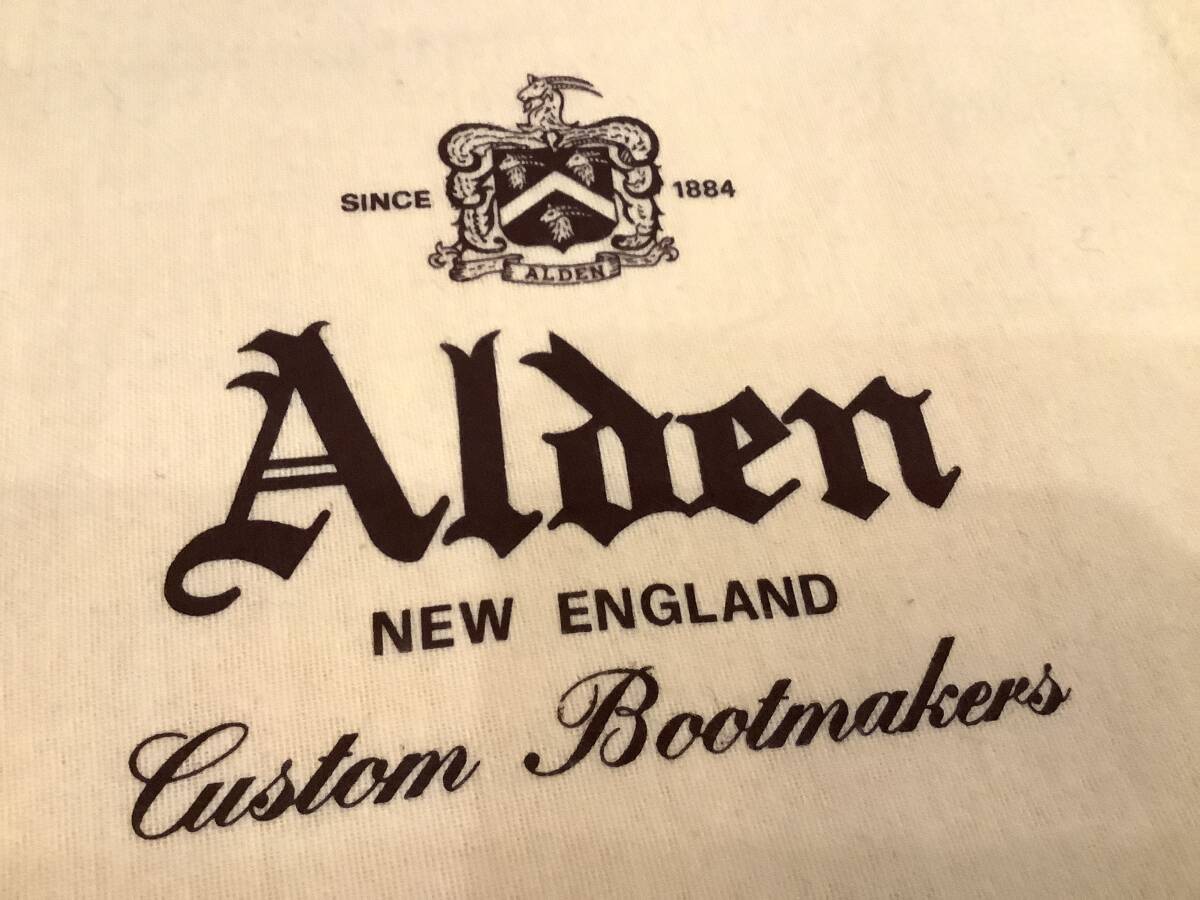 SINCE 1884
ALDEN
Alden
NEW ENGLAND
Custom Bootmakers